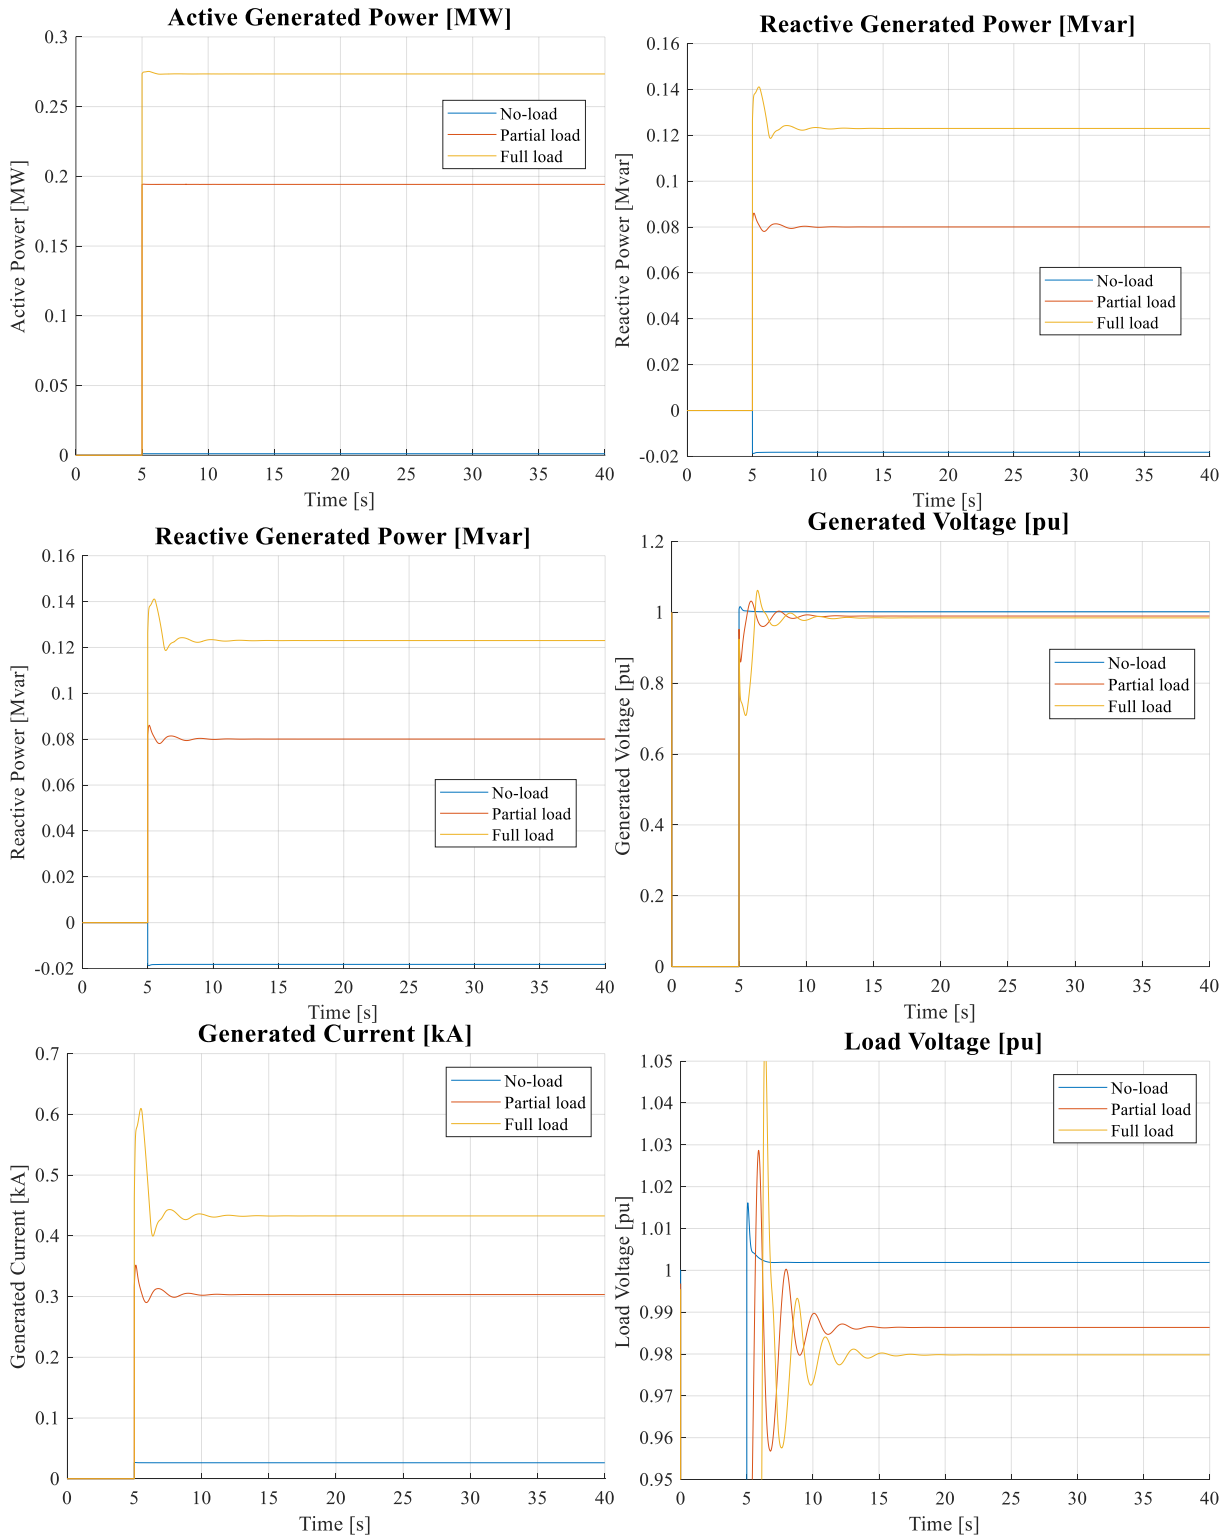 Active Generated Power [MW]
0.3
0.25
0.2
0.15
0.1
0.05
0
Active Power [MW]
No-load
Partial load
Full load
0 5 10 15 20 25 30 35 40
Time [s]
Reactive Generated Power [Mvar]
0.16
0.14
0.12
0.1
0.08
0.06
0.04
0.02
0
-0.02
Reactive Power [Mvar]
No-load
Partial load
Full load
0 5 10 15 20 25 30 35 40
Time [s]
Reactive Generated Power [Mvar]
0.16
0.14
0.12
0.1
0.08
0.06
0.04
0.02
0
-0.02
Reactive Power [Mvar]
No-load
Partial load
Full load
0 5 10 15 20 25 30 35 40
Time [s]
Generated Voltage [pu]
1.2
1
0.8
0.6
0.4
0.2
0
Generated Voltage [pu]
No-load
Partial load
Full load
0 5 10 15 20 25 30 35 40
Time [s]
Generated Current [kA]
0.7
0.6
0.5
0.4
0.3
0.2
0.1
0
Generated Current [kA]
No-load
Partial load
Full load
0 5 10 15 20 25 30 35 40
Time [s]
Load Voltage [pu]
1.05
1.04
1.03
1.02
1.01
1
0.99
0.98
0.97
0.96
0.95
Load Voltage [pu]
No-load
Partial load
Full load
0 5 10 15 20 25 30 35 40
Time [s]